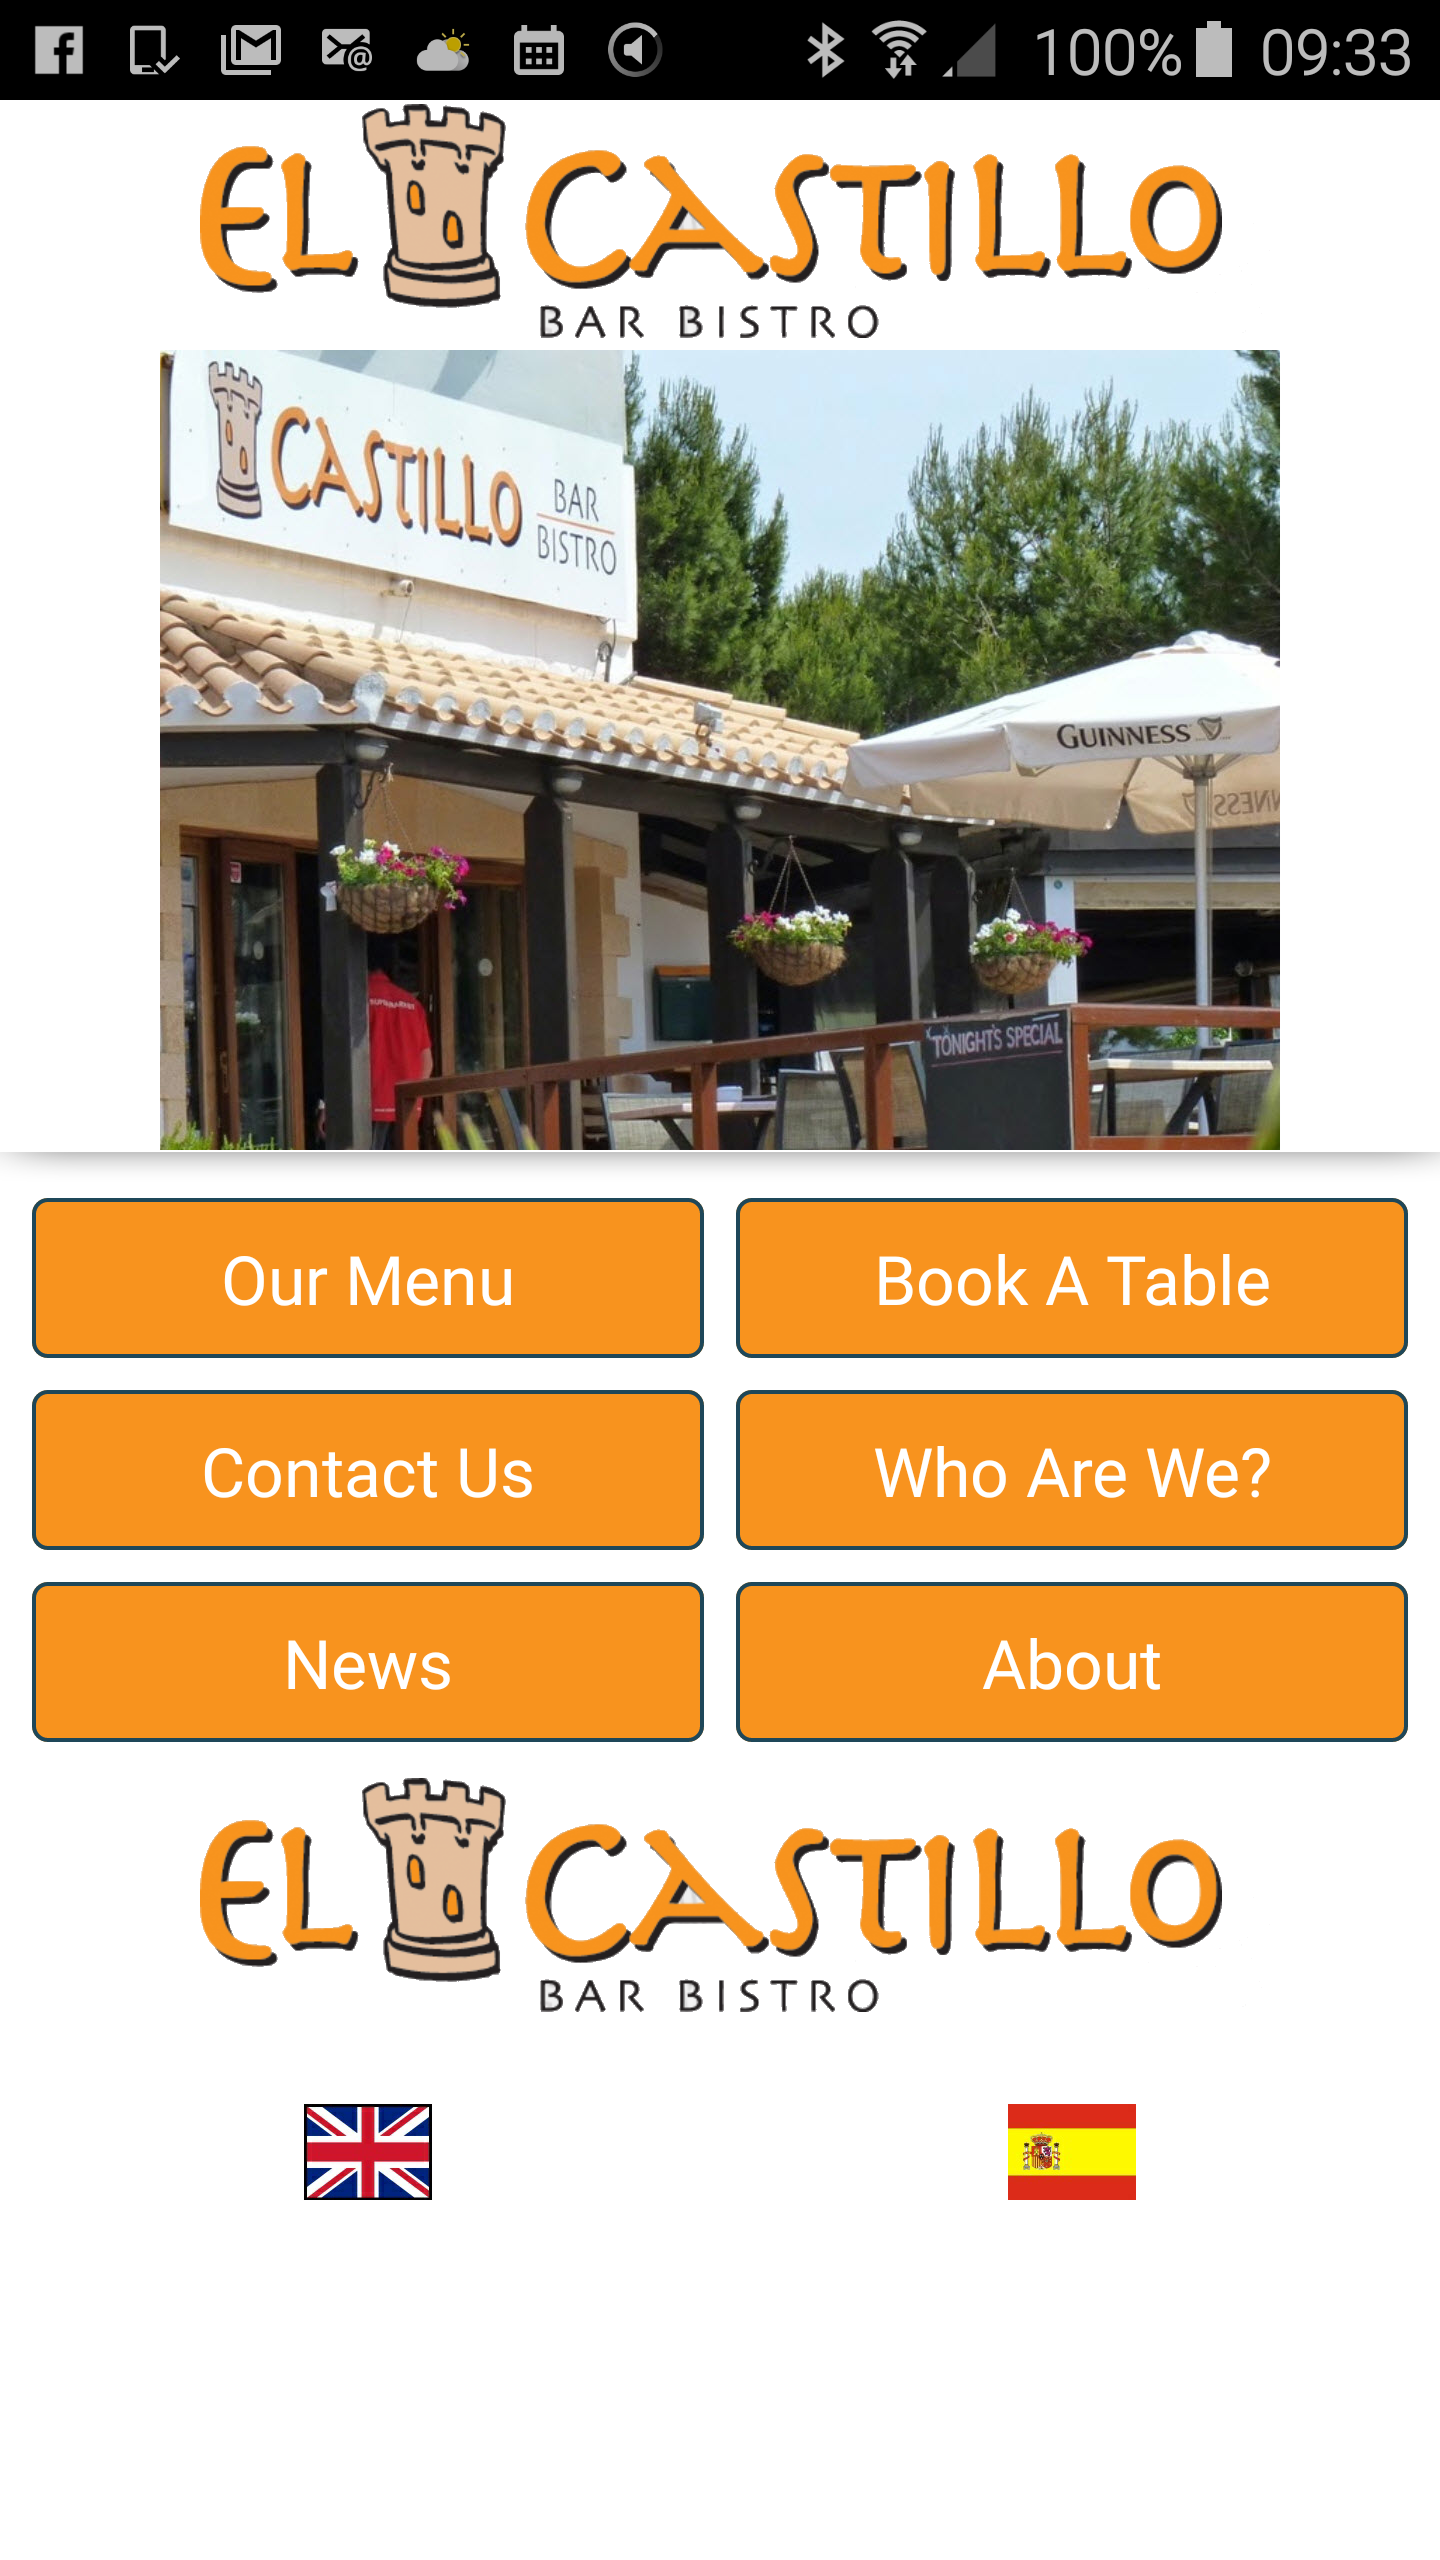 100% 09:33
EL CASTILLO
BAR BISTRO
CASTILLO BAR
BISTRO
GUINNESS
TONIGHT'S SPECIAL
Our Menu Book A Table
Contact Us Who Are We?
News About
EL CASTILLO
BAR BISTRO